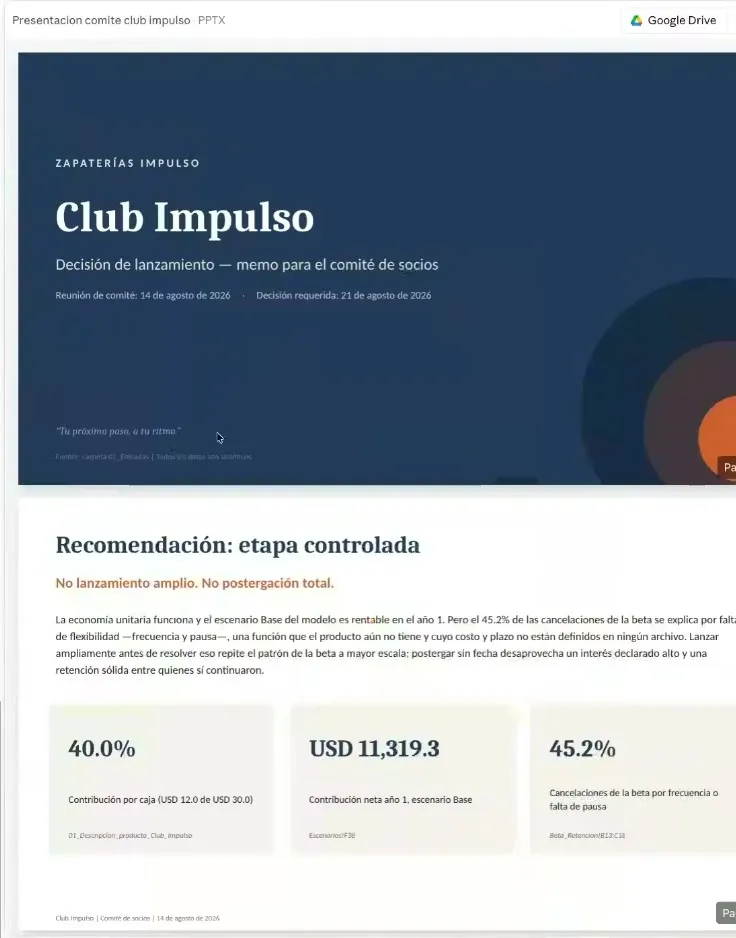 Presentacion comite club impulso · PPTX
Google Drive
ZAPATERÍAS IMPULSO
Club Impulso
Decisión de lanzamiento — memo para el comité de socios
Reunión de comité: 14 de agosto de 2026 · Decisión requerida: 21 de agosto de 2026
"Tu próximo paso, a tu ritmo."
Pa
Recomendación: etapa controlada
No lanzamiento amplio. No postergación total.
La economía unitaria funciona y el escenario Base del modelo es rentable en el año 1. Pero el 45.2% de las cancelaciones de la beta se explica por falta
de flexibilidad —frecuencia y pausa—, una función que el producto aún no tiene y cuyo costo y plazo no están definidos en ningún archivo. Lanzar
ampliamente antes de resolver eso repite el patrón de la beta a mayor escala; postergar sin fecha desaprovecha un interés declarado alto y una
retención sólida entre quienes sí continuaron.
40.0%
Contribución por caja (USD 12.0 de USD 30.0)
01_Descripcion_producto_Club_Impulso
USD 11,319.3
Contribución neta año 1, escenario Base
Escenarios!F38
45.2%
Cancelaciones de la beta por frecuencia o
falta de pausa
Beta_Retencion!B13:C16
Club Impulso | Comité de socios | 14 de agosto de 2026
Pa